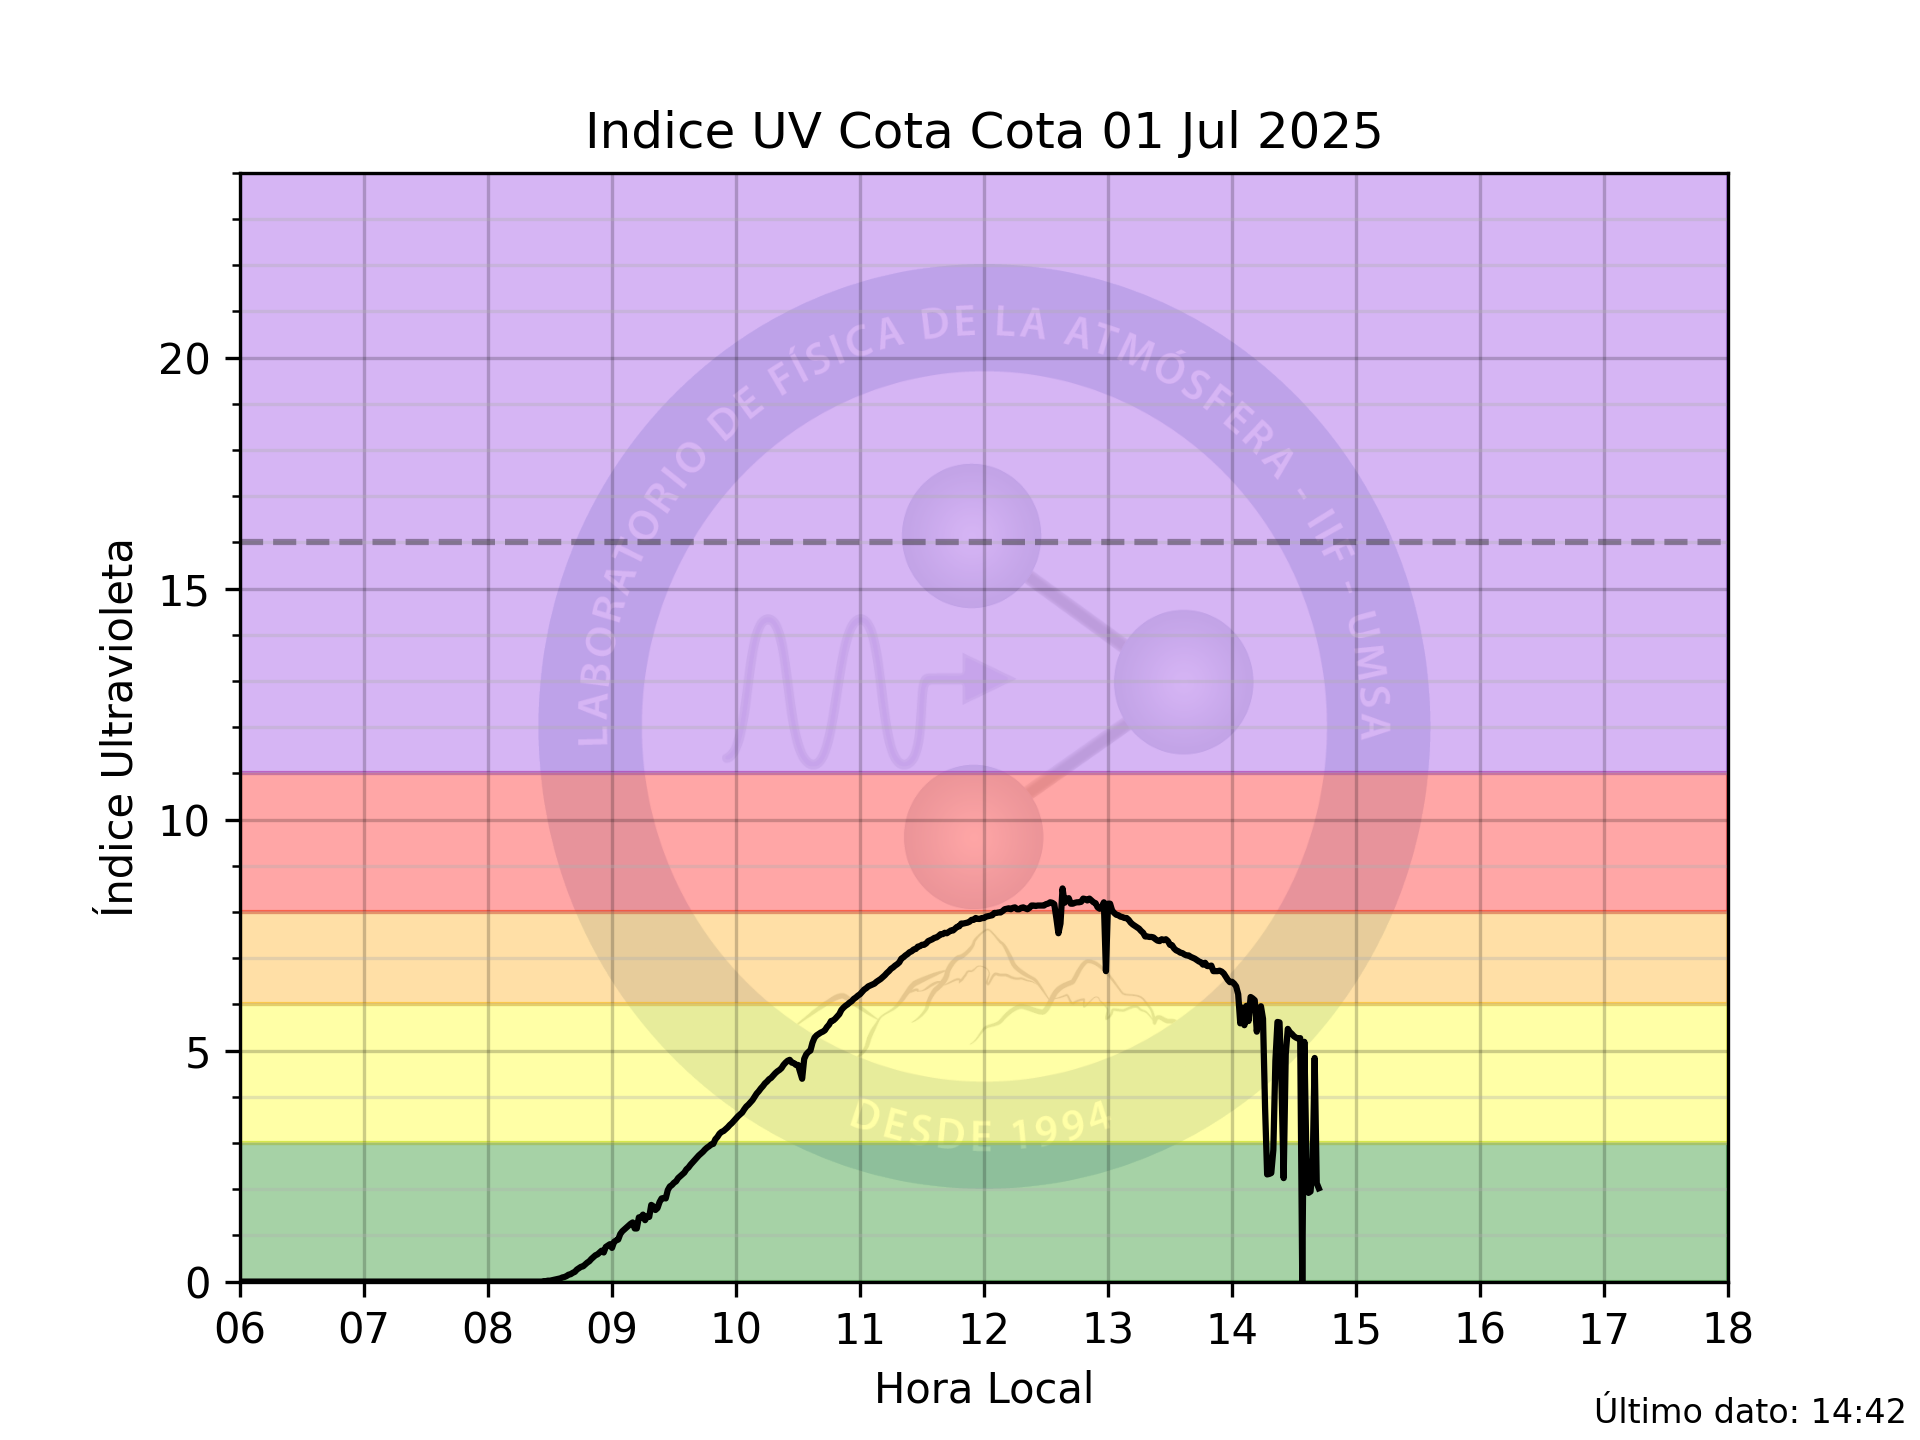 Indice UV Cota Cota 01 Jul 2025
LABORATORIO DE FÍSICA DE LA ATMÓSFERA - IIF - UMSA
DESDE 1994
Índice Ultravioleta
20
15
10
5
0
06 07 08 09 10 11 12 13 14 15 16 17 18
Hora Local
Último dato: 14:42